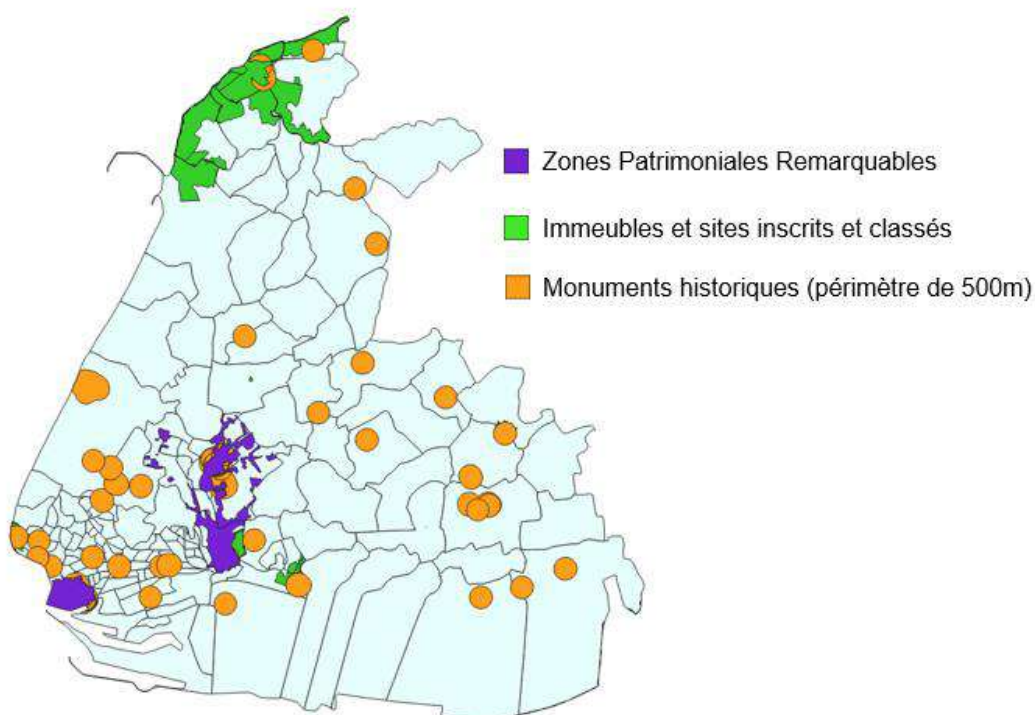 Zones Patrimoniales Remarquables
Immeubles et sites inscrits et classés
Monuments historiques (périmètre de 500m)